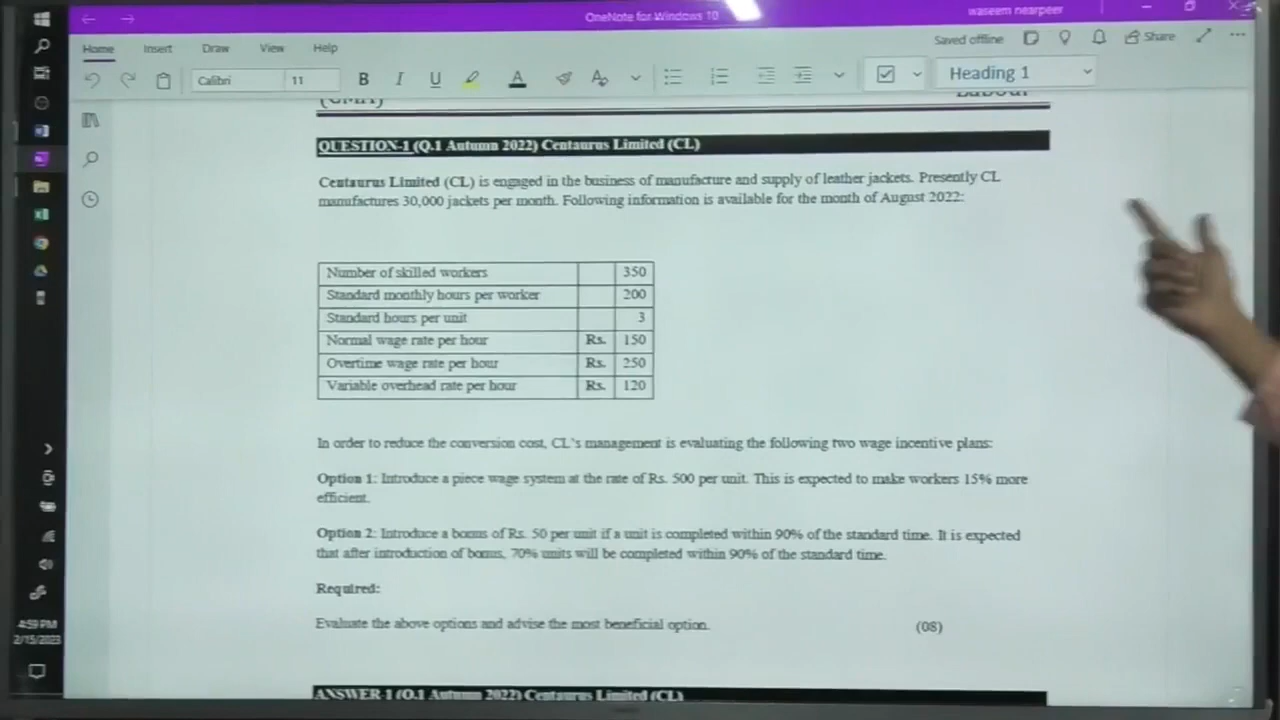 OneNote for Windows 10
waseem nearpeer
Home Insert Draw View Help
Saved offline
Share
Calibri 11 B I U A
Heading 1
(CMA)
Labour
QUESTION-1 (Q.1 Autumn 2022) Centaurus Limited (CL)
Centaurus Limited (CL) is engaged in the business of manufacture and supply of leather jackets. Presently CL
manufactures 30,000 jackets per month. Following information is available for the month of August 2022:
Number of skilled workers 350
Standard monthly hours per worker 200
Standard hours per unit 3
Normal wage rate per hour Rs. 150
Overtime wage rate per hour Rs. 250
Variable overhead rate per hour Rs. 120
In order to reduce the conversion cost, CL's management is evaluating the following two wage incentive plans:
Option 1: Introduce a piece wage system at the rate of Rs. 500 per unit. This is expected to make workers 15% more
efficient.
Option 2: Introduce a bonus of Rs. 50 per unit if a unit is completed within 90% of the standard time. It is expected
that after introduction of bonus, 70% units will be completed within 90% of the standard time.
Required:
Evaluate the above options and advise the most beneficial option. (08)
ANSWER-1 (Q.1 Autumn 2022) Centaurus Limited (CL)
4:59 PM
2/15/2023